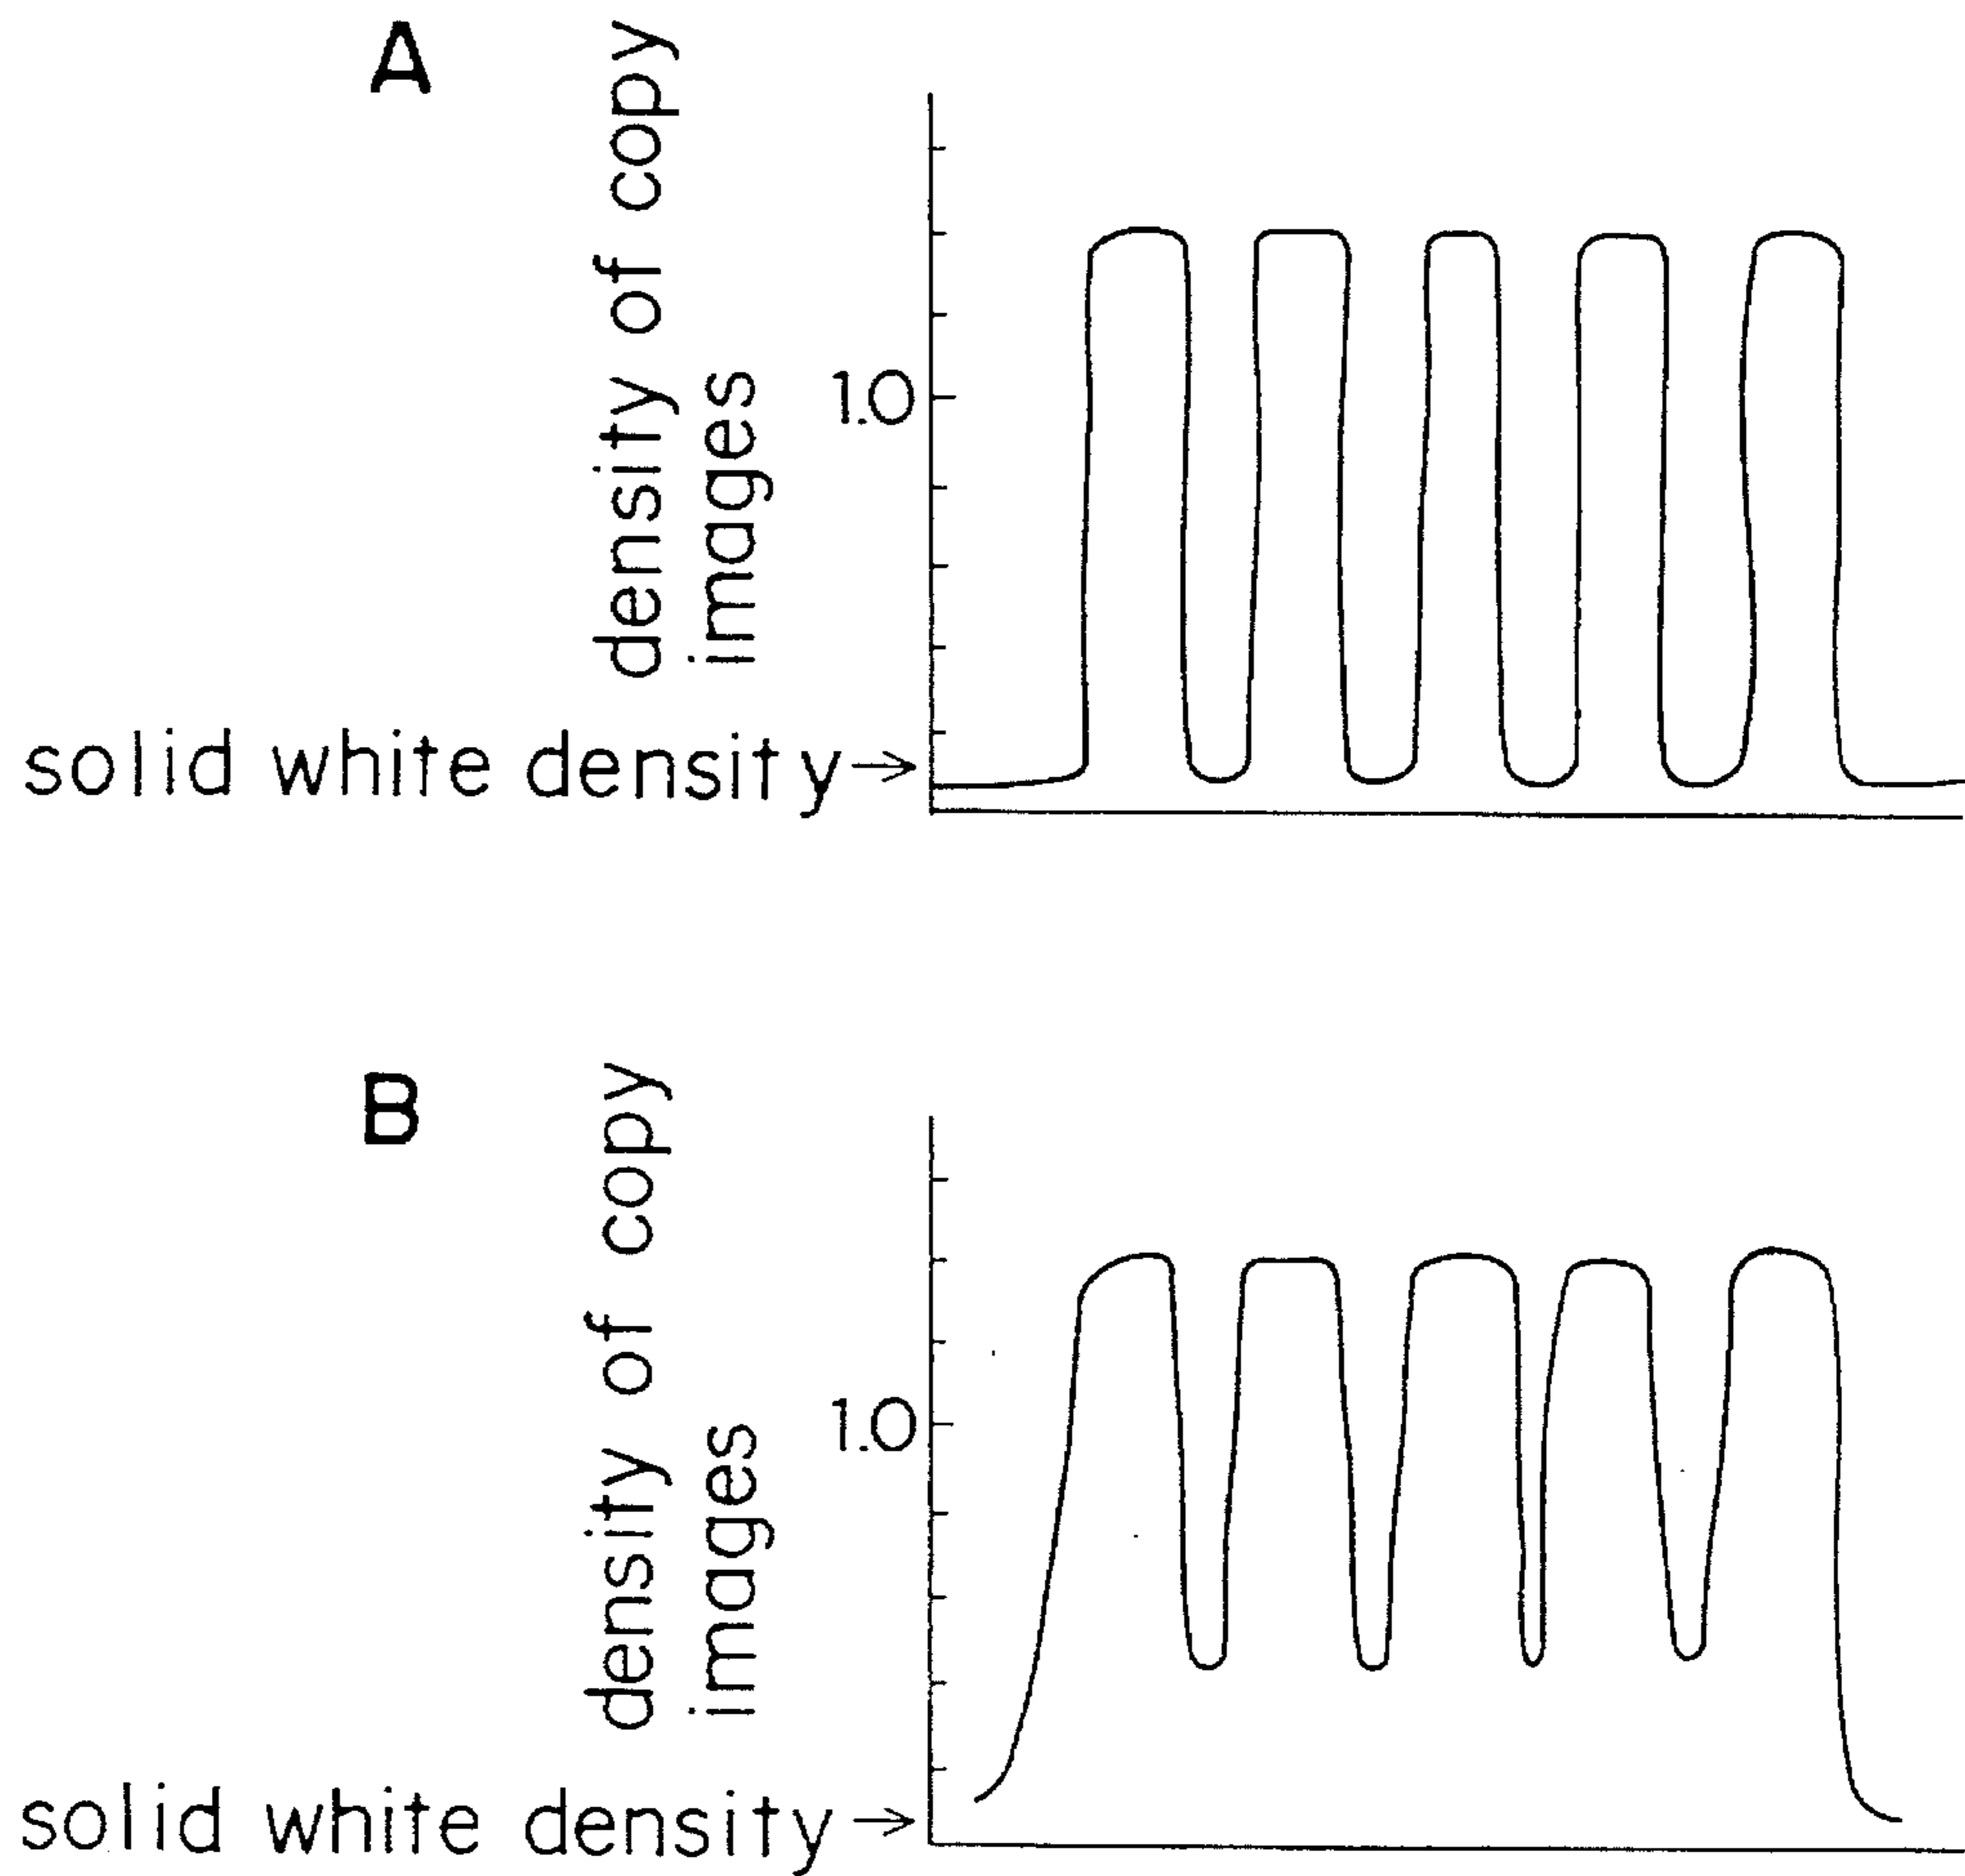 A
density of copy
images
1.0
solid white density→
B
density of copy
images
1.0
solid white density→